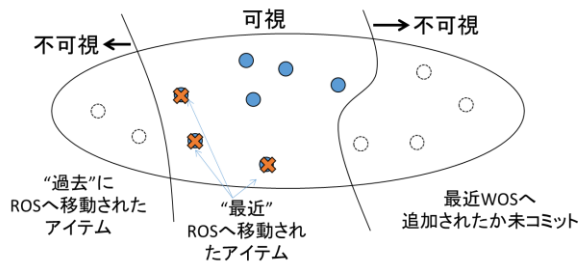 可視
不可視
不可視
“過去”に
ROSへ移動された
アイテム
“最近”
ROSへ移動され
たアイテム
最近WOSへ
追加されたか未コミット